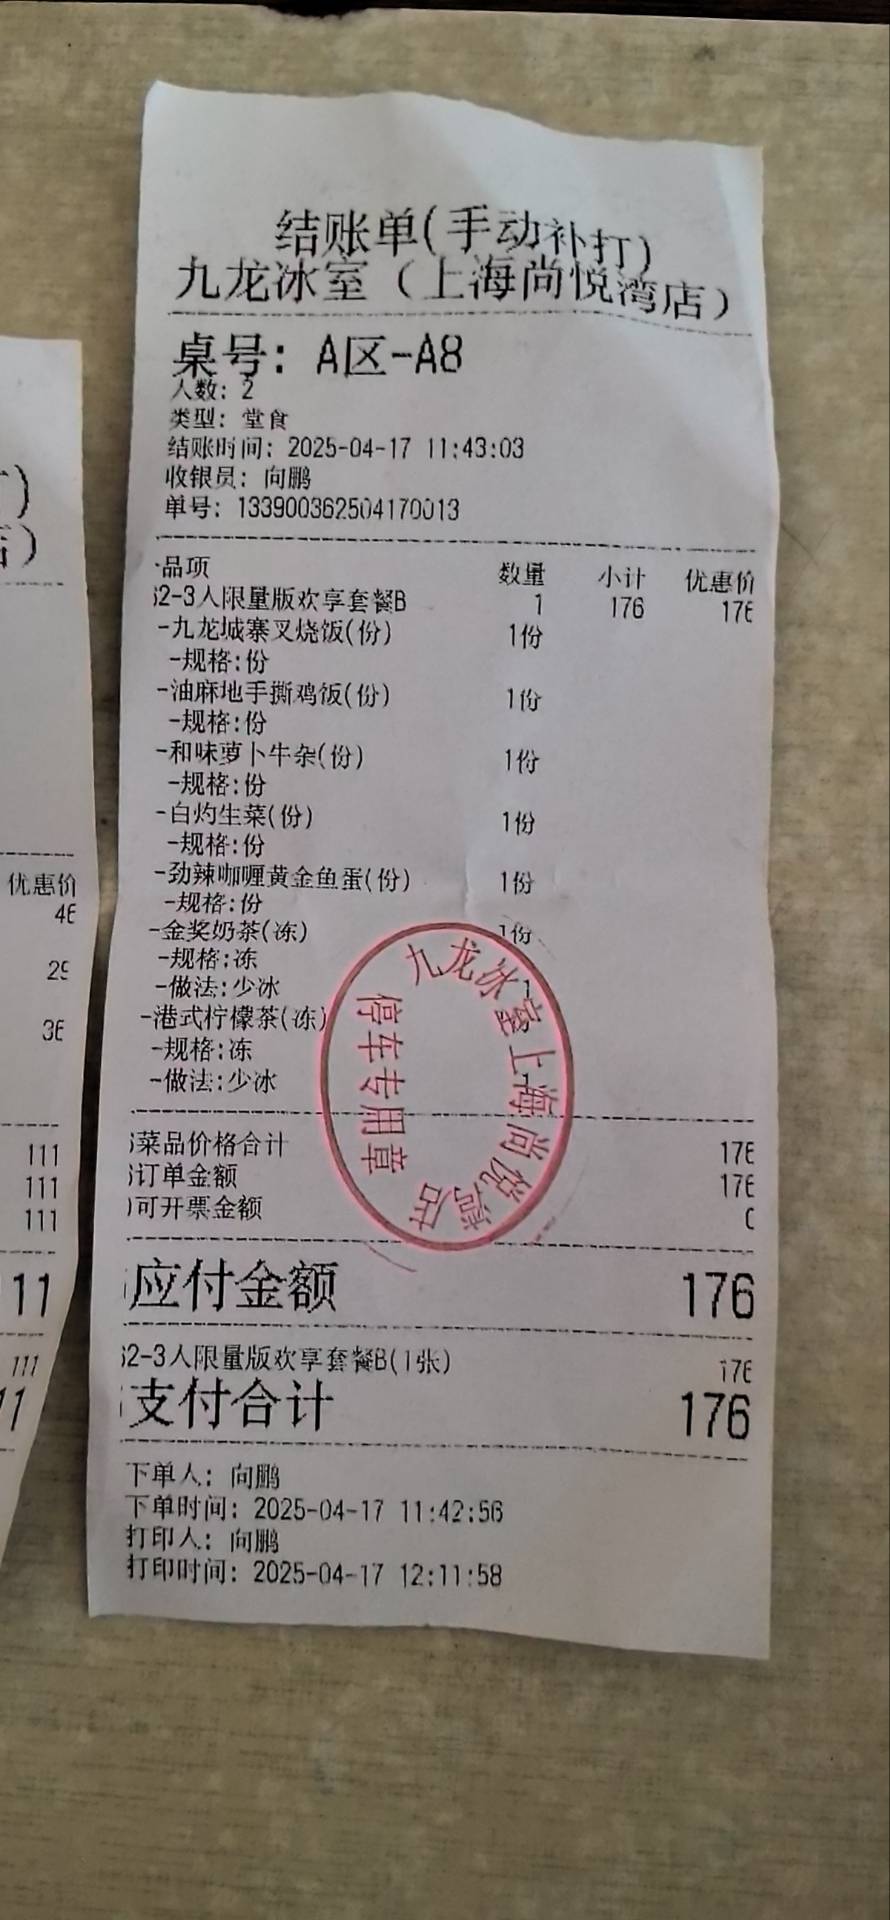 结账单(手动补打)
九龙冰室（上海尚悦湾店）
桌号: A区-A8
人数: 2
类型: 堂食
结账时间: 2025-04-17 11:43:03
收银员: 向鹏
单号: 133900362504170013
品项 数量 小计 优惠价
2-3人限量版欢享套餐B 1 176 176
-九龙城寨叉烧饭(份) 1份
-规格:份
-油麻地手撕鸡饭(份) 1份
-规格:份
-和味萝卜牛杂(份) 1份
-规格:份
-白灼生菜(份) 1份
-规格:份
-劲辣咖喱黄金鱼蛋(份) 1份
-规格:份
-金奖奶茶(冻) 1份
-规格:冻
-做法:少冰 1
-港式柠檬茶(冻)
-规格:冻
-做法:少冰 1
菜品价格合计 176
订单金额 176
可开票金额 0
应付金额 176
2-3人限量版欢享套餐B(1张) 176
支付合计 176
下单人: 向鹏
下单时间: 2025-04-17 11:42:56
打印人: 向鹏
打印时间: 2025-04-17 12:11:58
九龙冰室上海尚悦湾店
停车专用章
店)
优惠价
46
29
36
111
111
111
11
111